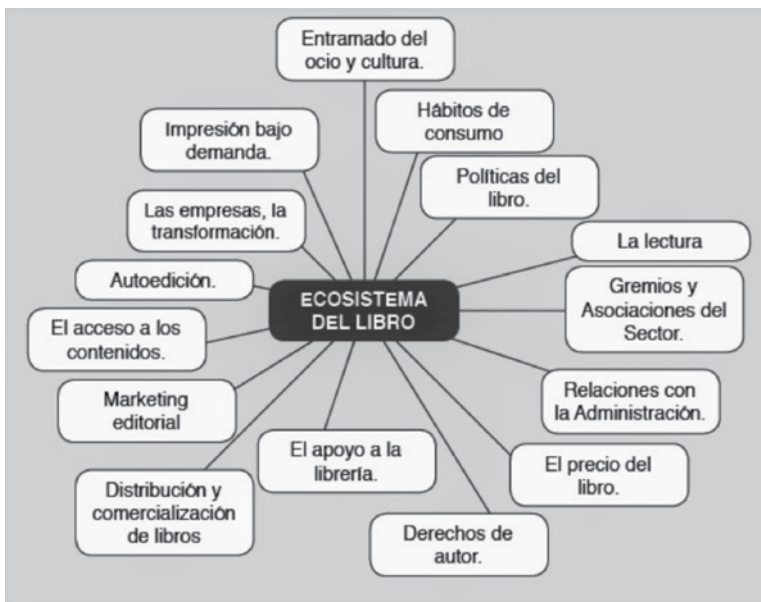 Entramado del
ocio y cultura.
Hábitos de
consumo
Impresión bajo
demanda.
Políticas del
libro.
Las empresas, la
transformación.
La lectura
Autoedición.
Gremios y
Asociaciones del
Sector.
ECOSISTEMA
DEL LIBRO
El acceso a los
contenidos.
Marketing
editorial
Relaciones con
la Administración.
El apoyo a la
librería.
El precio del
libro.
Distribución y
comercialización
de libros
Derechos de
autor.